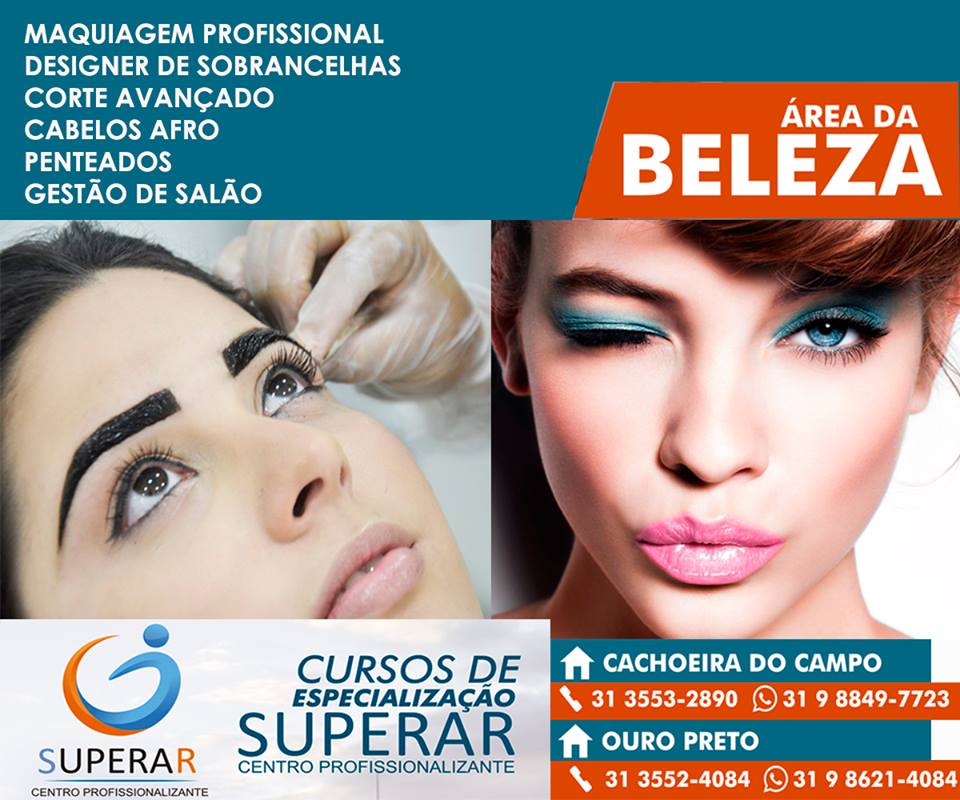 MAQUIAGEM PROFISSIONAL
DESIGNER DE SOBRANCELHAS
CORTE AVANÇADO
CABELOS AFRO
PENTEADOS
GESTÃO DE SALÃO
ÁREA DA
BELEZA
SUPERAR
CENTRO PROFISSIONALIZANTE
CURSOS DE
ESPECIALIZAÇÃO
SUPERAR
CENTRO PROFISSIONALIZANTE
CACHOEIRA DO CAMPO
31 3553-2890 31 9 8849-7723
OURO PRETO
31 3552-4084 31 9 8621-4084